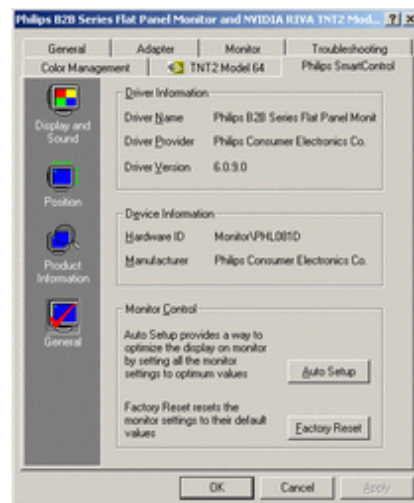 Philips B2B Series Flat Panel Monitor and NVIDIA RIVA TNT2 Mod...
General Adapter Monitor Troubleshooting
Color Management TNT2 Model 64 Philips SmartControl
Display and
Sound
Position
Product
Information
General
Driver Information
Driver Name Philips B2B Series Flat Panel Monit
Driver Provider Philips Consumer Electronics Co.
Driver Version 6.0.9.0
Device Information
Hardware ID Monitor\PHL081D
Manufacturer Philips Consumer Electronics Co.
Monitor Control
Auto Setup provides a way to
optimize the display on monitor
by setting all the monitor
settings to optimum values
Auto Setup
Factory Reset resets the
monitor settings to their default
values
Factory Reset
OK Cancel Apply